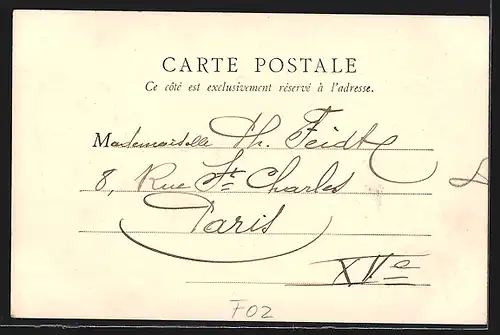 CARTE POSTALE
Ce côté est exclusivement réservé à l'adresse.
Mademoiselle Th. Feidt
8, Rue St Charles
Paris
XVe
F02